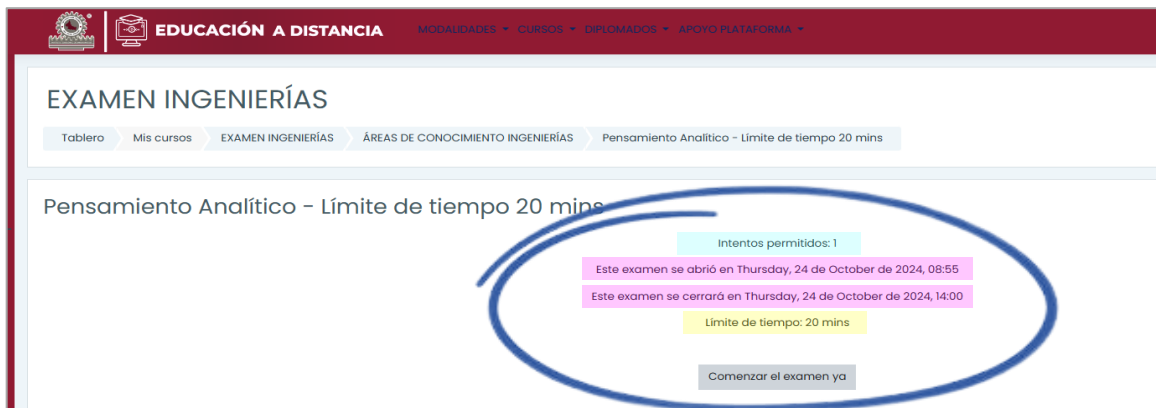 EDUCACIÓN A DISTANCIA MODALIDADES CURSOS DIPLOMADOS APOYO PLATAFORMA
EXAMEN INGENIERÍAS
Tablero Mis cursos EXAMEN INGENIERÍAS ÁREAS DE CONOCIMIENTO INGENIERÍAS Pensamiento Analítico - Límite de tiempo 20 mins
Pensamiento Analítico - Límite de tiempo 20 mins
Intentos permitidos: 1
Este examen se abrió en Thursday, 24 de October de 2024, 08:55
Este examen se cerrará en Thursday, 24 de October de 2024, 14:00
Límite de tiempo: 20 mins
Comenzar el examen ya